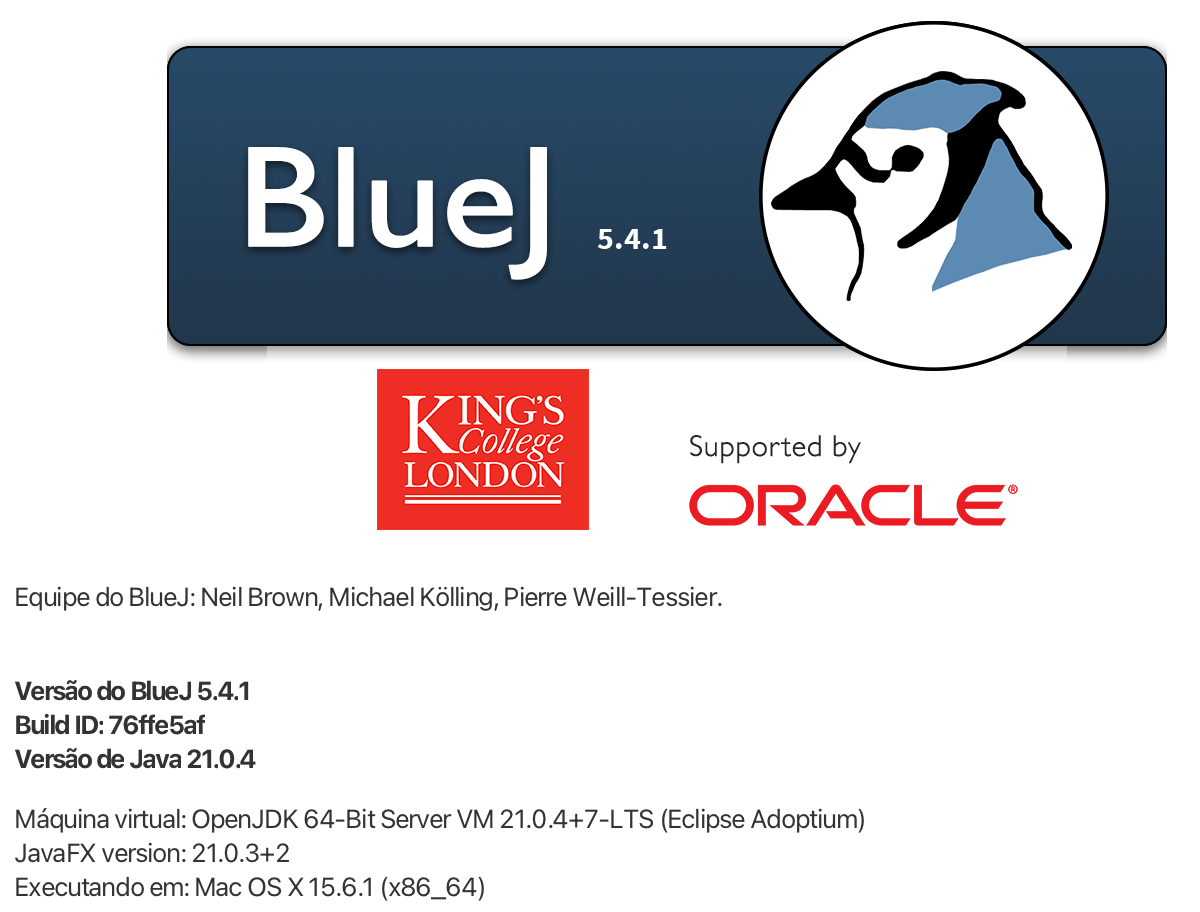 BlueJ 5.4.1
KING'S
College
LONDON
Supported by
ORACLE®
Equipe do BlueJ: Neil Brown, Michael Kölling, Pierre Weill-Tessier.
Versão do BlueJ 5.4.1
Build ID: 76ffe5af
Versão de Java 21.0.4
Máquina virtual: OpenJDK 64-Bit Server VM 21.0.4+7-LTS (Eclipse Adoptium)
JavaFX version: 21.0.3+2
Executando em: Mac OS X 15.6.1 (x86_64)